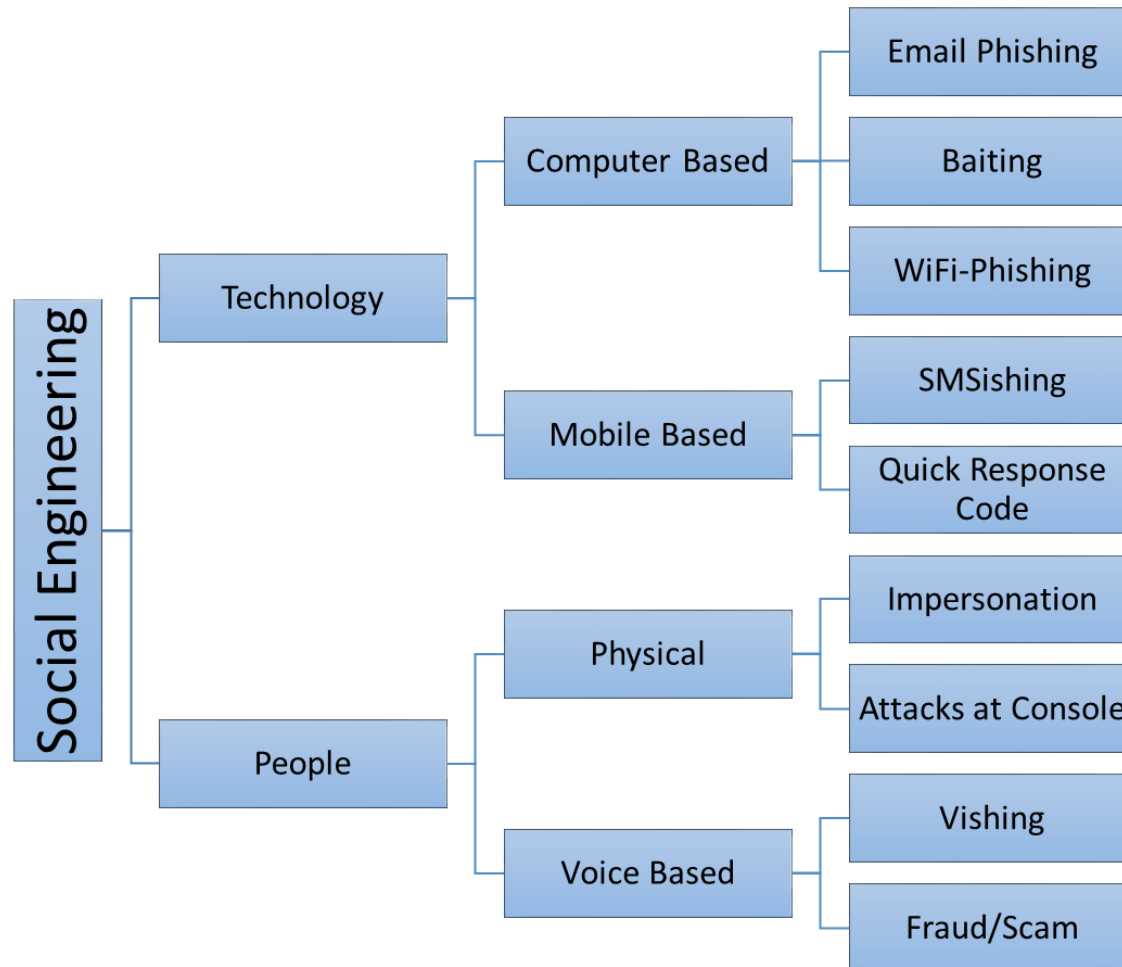 Social Engineering
Technology
People
Computer Based
Mobile Based
Physical
Voice Based
Email Phishing
Baiting
WiFi-Phishing
SMSishing
Quick Response
Code
Impersonation
Attacks at Console
Vishing
Fraud/Scam